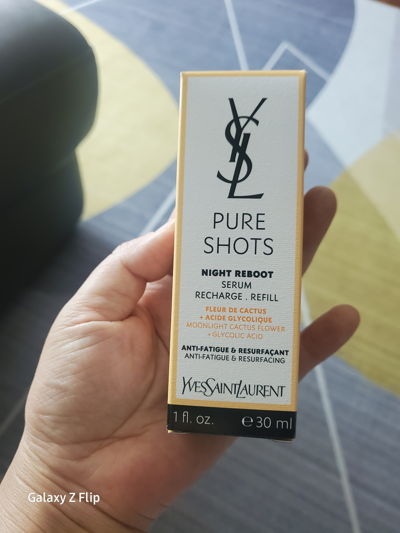 YSL
PURE
SHOTS
NIGHT REBOOT
SERUM
RECHARGE . REFILL
FLEUR DE CACTUS
+ ACIDE GLYCOLIQUE
MOONLIGHT CACTUS FLOWER
+ GLYCOLIC ACID
ANTI-FATIGUE & RESURFAÇANT
ANTI-FATIGUE & RESURFACING
YVESSAINTLAURENT
1 fl. oz. ℮ 30 ml
Galaxy Z Flip